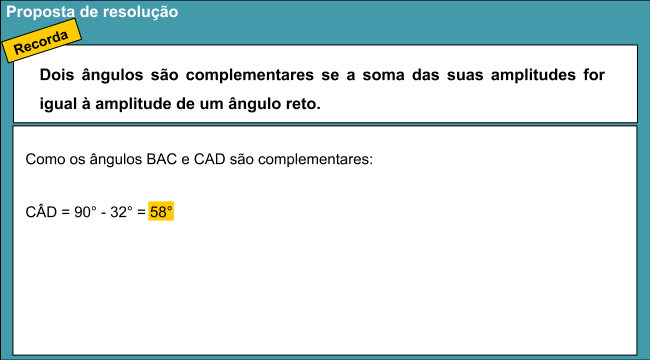 Proposta de resolução
Recorda
Dois ângulos são complementares se a soma das suas amplitudes for
igual à amplitude de um ângulo reto.
Como os ângulos BAC e CAD são complementares:
CÂD = 90° - 32° = 58°